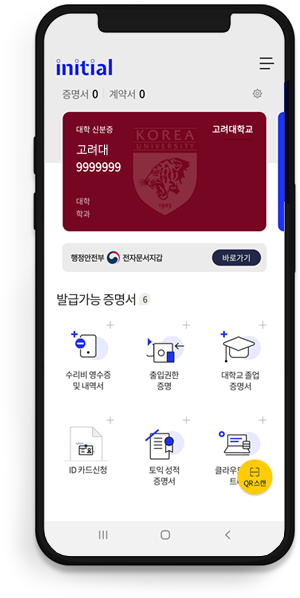 initial
증명서 0 계약서 0
대학 신분증 고려대학교
고려대
9999999
대학
학과
KOREA
UNIVERSITY
1905
행정안전부 전자문서지갑 바로가기
발급가능 증명서 6
수리비 영수증
및 내역서
출입권한
증명
대학교 졸업
증명서
ID 카드신청
토익 성적
증명서
클라우드
트
QR스캔